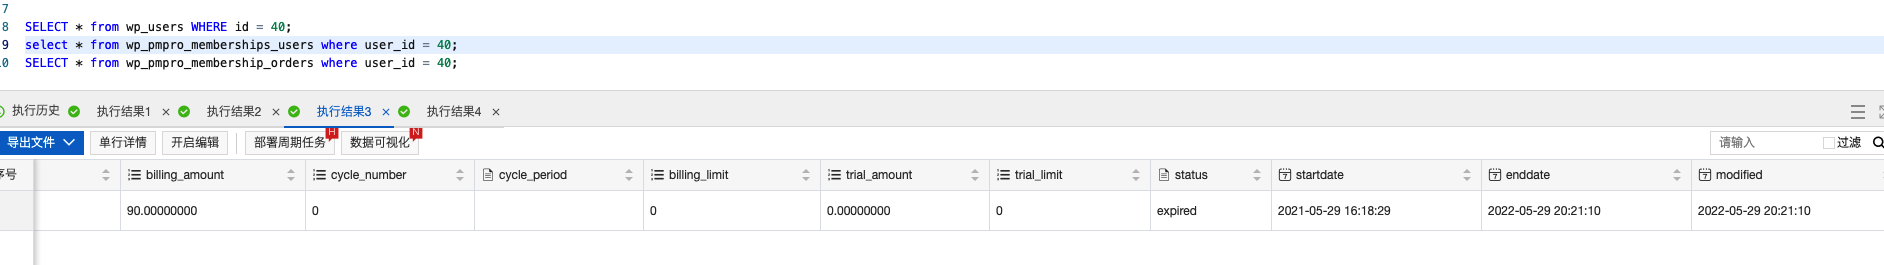 7
8 SELECT * from wp_users WHERE id = 40;
9 select * from wp_pmpro_memberships_users where user_id = 40;
10 SELECT * from wp_pmpro_membership_orders where user_id = 40;
执行历史 执行结果1 × 执行结果2 × 执行结果3 × 执行结果4 ×
导出文件 单行详情 开启编辑 部署周期任务 H 数据可视化 N 请输入 过滤
序号 billing_amount cycle_number cycle_period billing_limit trial_amount trial_limit status startdate enddate modified
90.00000000 0 0 0.00000000 0 expired 2021-05-29 16:18:29 2022-05-29 20:21:10 2022-05-29 20:21:10